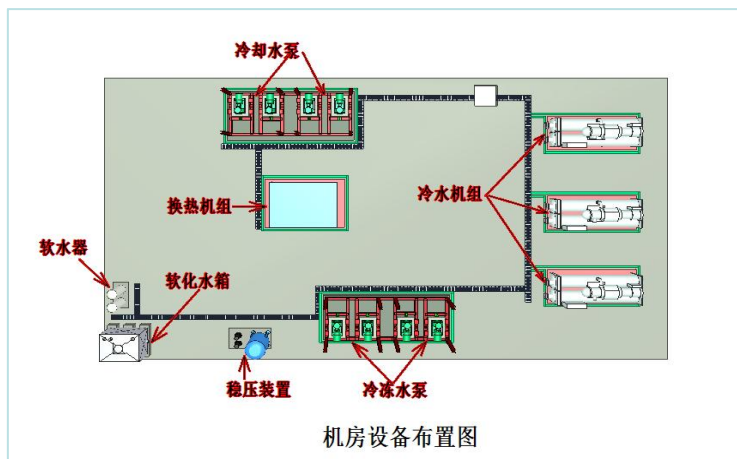 冷却水泵
换热机组
冷水机组
软水器
软化水箱
稳压装置
冷冻水泵
机房设备布置图